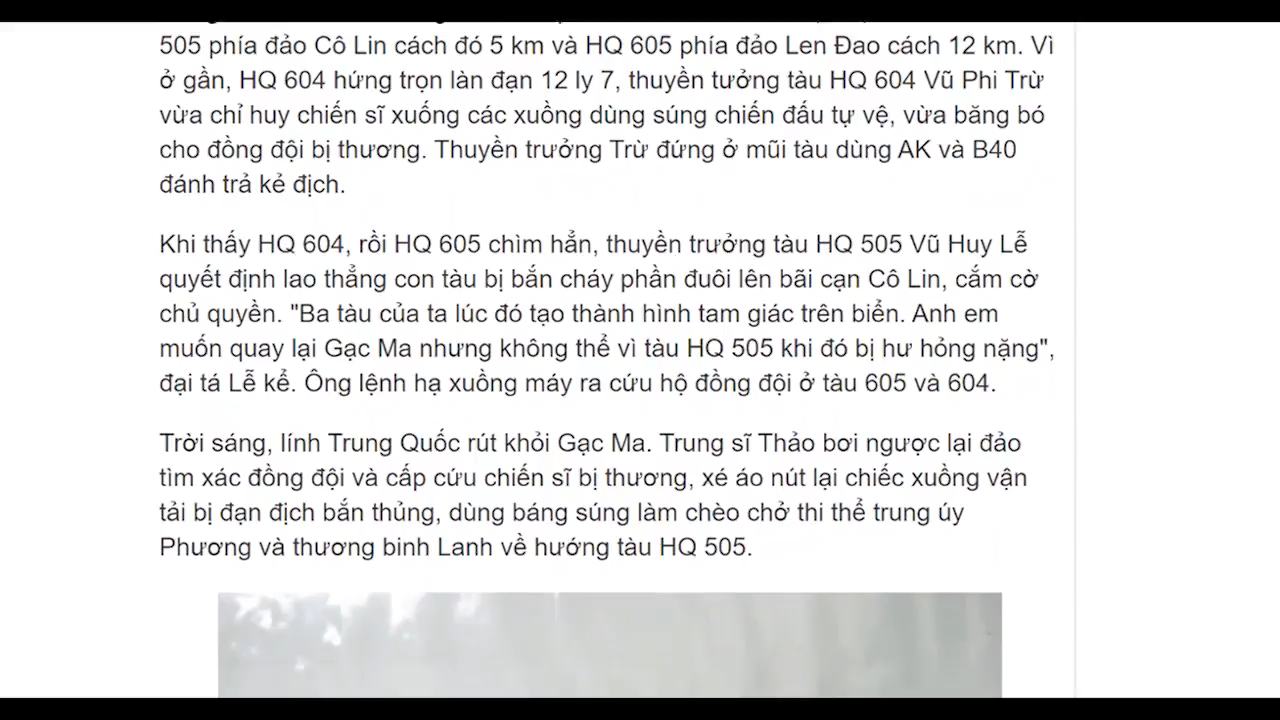 505 phía đảo Cô Lin cách đó 5 km và HQ 605 phía đảo Len Đao cách 12 km. Vì
ở gần, HQ 604 hứng trọn làn đạn 12 ly 7, thuyền tưởng tàu HQ 604 Vũ Phi Trừ
vừa chỉ huy chiến sĩ xuống các xuồng dùng súng chiến đấu tự vệ, vừa băng bó
cho đồng đội bị thương. Thuyền trưởng Trừ đứng ở mũi tàu dùng AK và B40
đánh trả kẻ địch.
Khi thấy HQ 604, rồi HQ 605 chìm hẳn, thuyền trưởng tàu HQ 505 Vũ Huy Lễ
quyết định lao thẳng con tàu bị bắn cháy phần đuôi lên bãi cạn Cô Lin, cắm cờ
chủ quyền. "Ba tàu của ta lúc đó tạo thành hình tam giác trên biển. Anh em
muốn quay lại Gạc Ma nhưng không thể vì tàu HQ 505 khi đó bị hư hỏng nặng",
đại tá Lễ kể. Ông lệnh hạ xuồng máy ra cứu hộ đồng đội ở tàu 605 và 604.
Trời sáng, lính Trung Quốc rút khỏi Gạc Ma. Trung sĩ Thảo bơi ngược lại đảo
tìm xác đồng đội và cấp cứu chiến sĩ bị thương, xé áo nút lại chiếc xuồng vận
tải bị đạn địch bắn thủng, dùng báng súng làm chèo chở thi thể trung úy
Phương và thương binh Lanh về hướng tàu HQ 505.